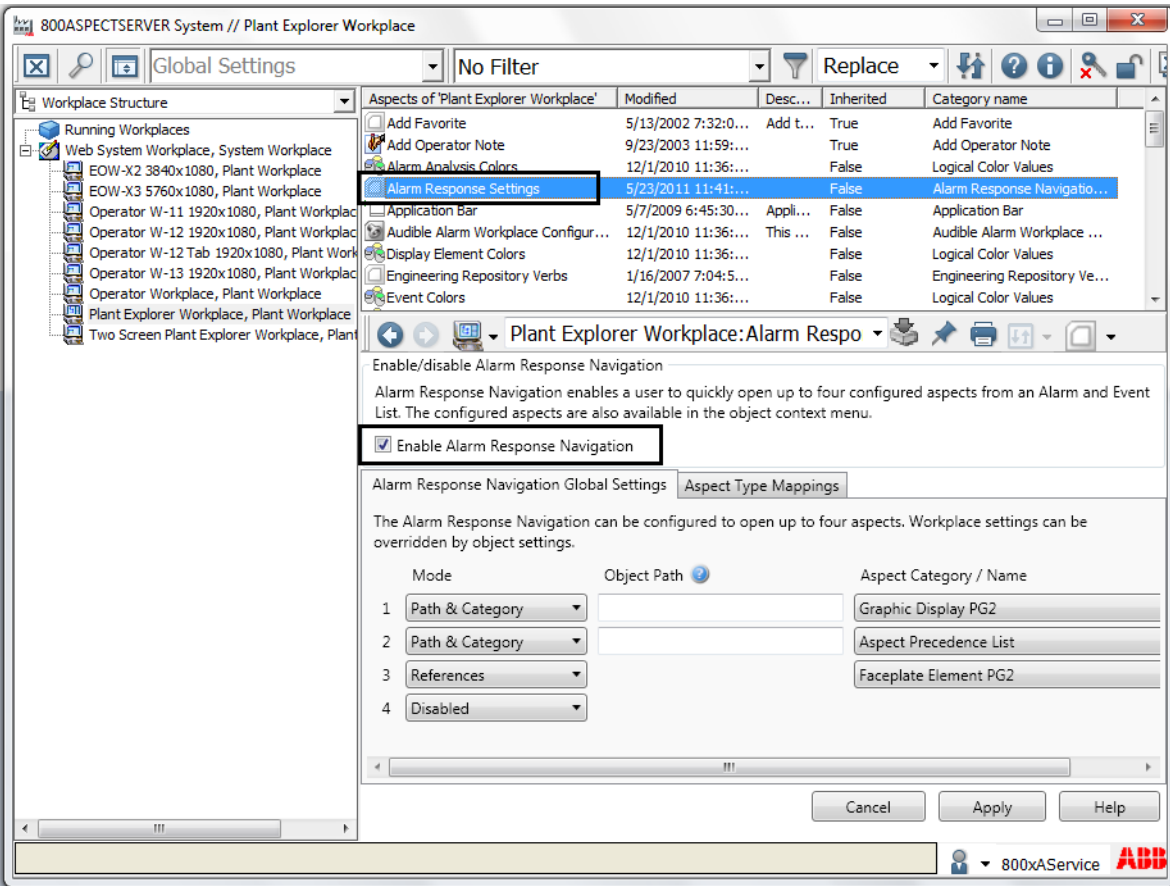 800ASPECTSERVER System // Plant Explorer Workplace
Global Settings No Filter Replace
Workplace Structure
Running Workplaces
Web System Workplace, System Workplace
EOW-X2 3840x1080, Plant Workplace
EOW-X3 5760x1080, Plant Workplace
Operator W-11 1920x1080, Plant Workplac
Operator W-12 1920x1080, Plant Workplac
Operator W-12 Tab 1920x1080, Plant Work
Operator W-13 1920x1080, Plant Workplac
Operator Workplace, Plant Workplace
Plant Explorer Workplace, Plant Workplace
Two Screen Plant Explorer Workplace, Plant
Aspects of 'Plant Explorer Workplace' Modified Desc... Inherited Category name
Add Favorite 5/13/2002 7:32:0... Add t... True Add Favorite
Add Operator Note 9/23/2003 11:59:... True Add Operator Note
Alarm Analysis Colors 12/1/2010 11:36:... False Logical Color Values
Alarm Response Settings 5/23/2011 11:41:... False Alarm Response Navigatio...
Application Bar 5/7/2009 6:45:30... Appli... False Application Bar
Audible Alarm Workplace Configur... 12/1/2010 11:36:... This ... False Audible Alarm Workplace ...
Display Element Colors 12/1/2010 11:36:... False Logical Color Values
Engineering Repository Verbs 1/16/2007 7:04:5... False Engineering Repository Ve...
Event Colors 12/1/2010 11:36:... False Logical Color Values
Plant Explorer Workplace:Alarm Respo
Enable/disable Alarm Response Navigation
Alarm Response Navigation enables a user to quickly open up to four configured aspects from an Alarm and Event
List. The configured aspects are also available in the object context menu.
Enable Alarm Response Navigation
Alarm Response Navigation Global Settings Aspect Type Mappings
The Alarm Response Navigation can be configured to open up to four aspects. Workplace settings can be
overridden by object settings.
Mode Object Path Aspect Category / Name
1 Path & Category Graphic Display PG2
2 Path & Category Aspect Precedence List
3 References Faceplate Element PG2
4 Disabled
Cancel Apply Help
800xAService ABB